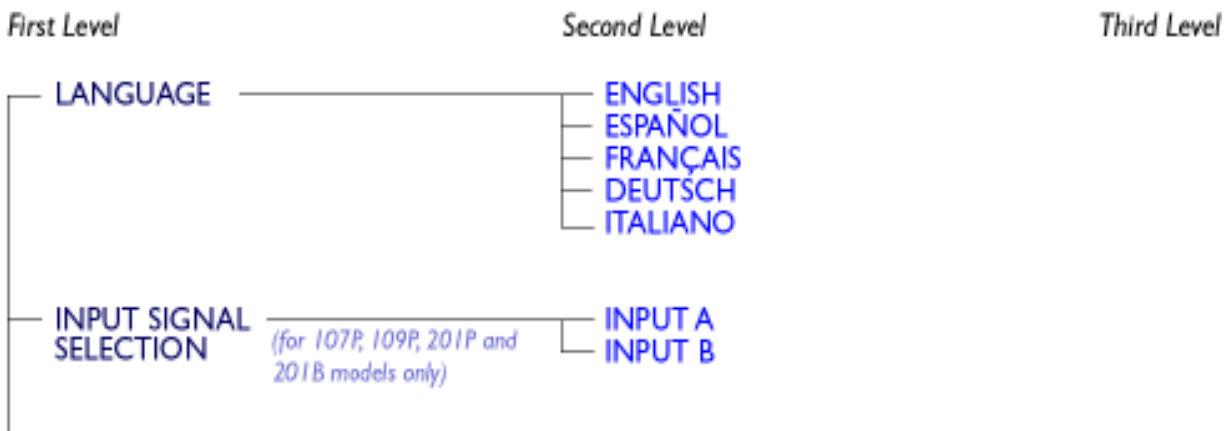 First Level Second Level Third Level
LANGUAGE ENGLISH
ESPAÑOL
FRANÇAIS
DEUTSCH
ITALIANO
INPUT SIGNAL SELECTION (for 107P, 109P, 201P and 201B models only) INPUT A
INPUT B